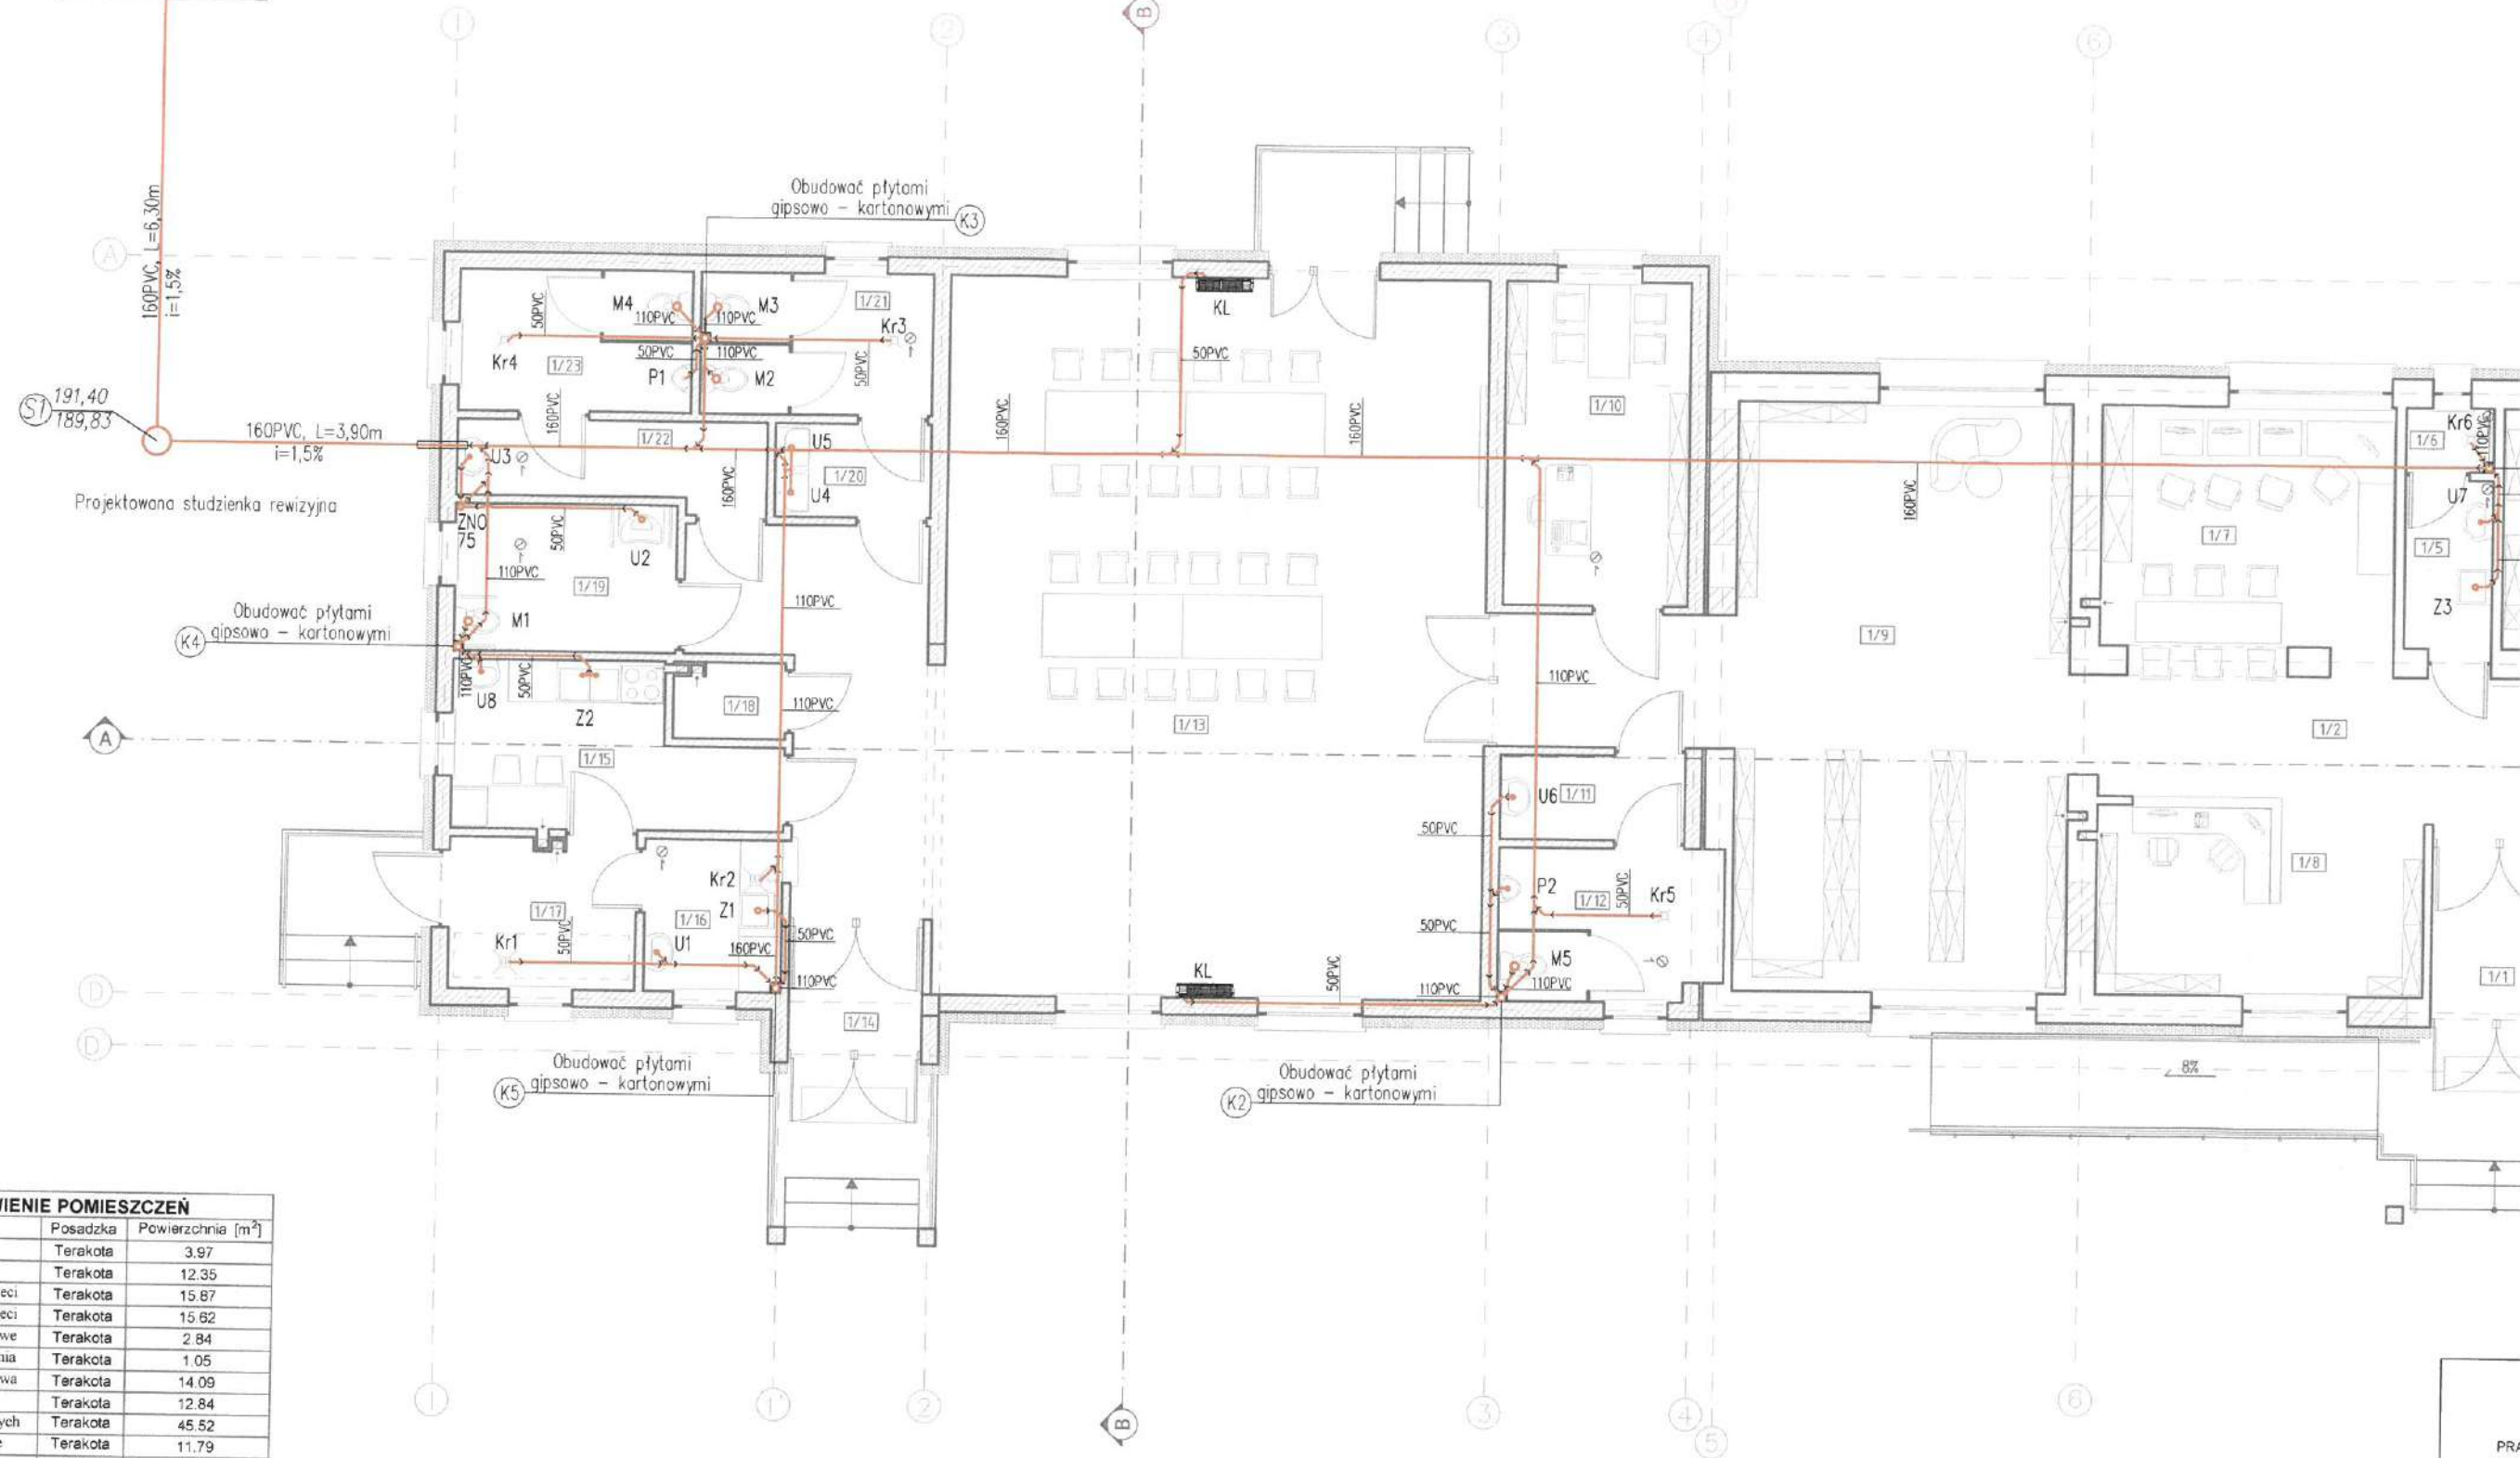 1
2
B
3
4
6
160PVC, L=6,30m
i=1,5%
Obudować płytami
gipsowo – kartonowymi
K3
A
M4
M3
1/21
50PVC
110PVC
110PVC
Kr3
KL
Kr4
50PVC
110PVC
1/23
P1
M2
50PVC
50PVC
1/10
S1
191,40
189,83
160PVC, L=3,90m
i=1,5%
160PVC
1/22
U5
160PVC
160PVC
Kr6
1/6
110PVC
U3
1/20
U4
160PVC
160PVC
U7
Projektowana studzienka rewizyjna
ZNO
75
50PVC
U2
1/7
1/5
110PVC
1/19
Z3
Obudować płytami
gipsowo – kartonowymi
K4
M1
110PVC
1/9
110PVC
U8
50PVC
Z2
1/18
110PVC
110PVC
1/13
1/2
A
1/15
U6
1/11
50PVC
1/8
Kr2
P2
1/12
50PVC
Kr5
Z1
1/17
1/16
50PVC
Kr1
50PVC
U1
160PVC
50PVC
M5
KL
1/1
110PVC
50PVC
110PVC
110PVC
D
1/14
D
Obudować płytami
gipsowo – kartonowymi
K5
Obudować płytami
gipsowo – kartonowymi
K2
8%
WIENIE POMIESZCZEŃ
Posadzka Powierzchnia [m²]
Terakota 3.97
Terakota 12.35
eci Terakota 15.87
eci Terakota 15.62
we Terakota 2.84
nia Terakota 1.05
wa Terakota 14.09
Terakota 12.84
ych Terakota 45.52
e Terakota 11.79
1
1'
2
B
3
4
5
6
PRA